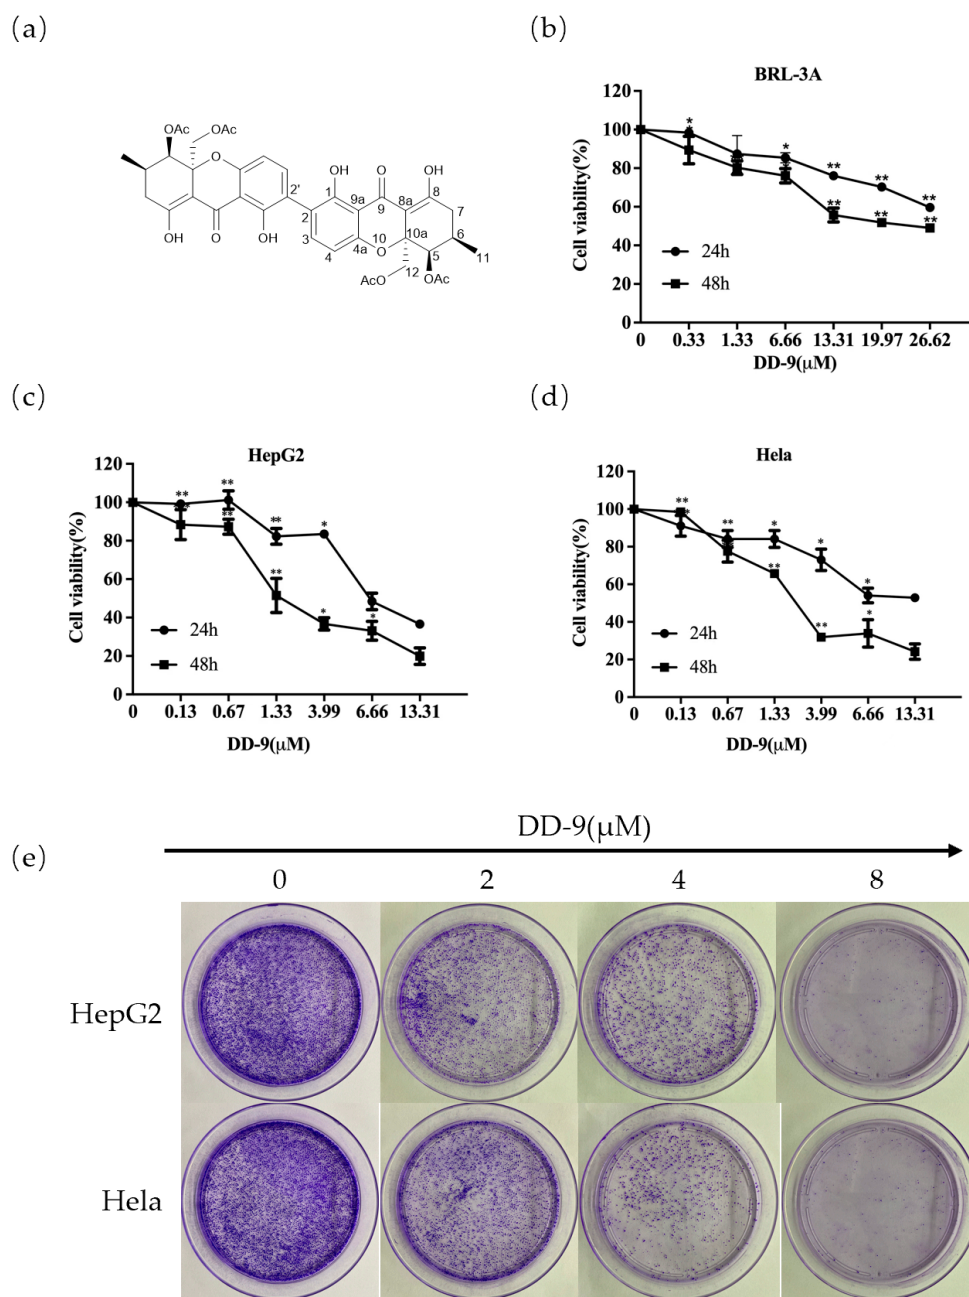 (a)
OAc
OAc
O
OH
O
OH
2'
OH
O
OH
1
9a
9
8a
8
7
2
3
4
4a
O
10
10a
6
5
11
12
AcO
OAc
(b)
BRL-3A
Cell viability(%)
120
100
80
60
40
20
0
24h
48h
0 0.33 1.33 6.66 13.31 19.97 26.62
DD-9(μM)
(c)
HepG2
Cell viability(%)
120
100
80
60
40
20
0
24h
48h
0 0.13 0.67 1.33 3.99 6.66 13.31
DD-9(μM)
(d)
Hela
Cell viability(%)
120
100
80
60
40
20
0
24h
48h
0 0.13 0.67 1.33 3.99 6.66 13.31
DD-9(μM)
(e)
DD-9(μM)
0 2 4 8
HepG2
Hela